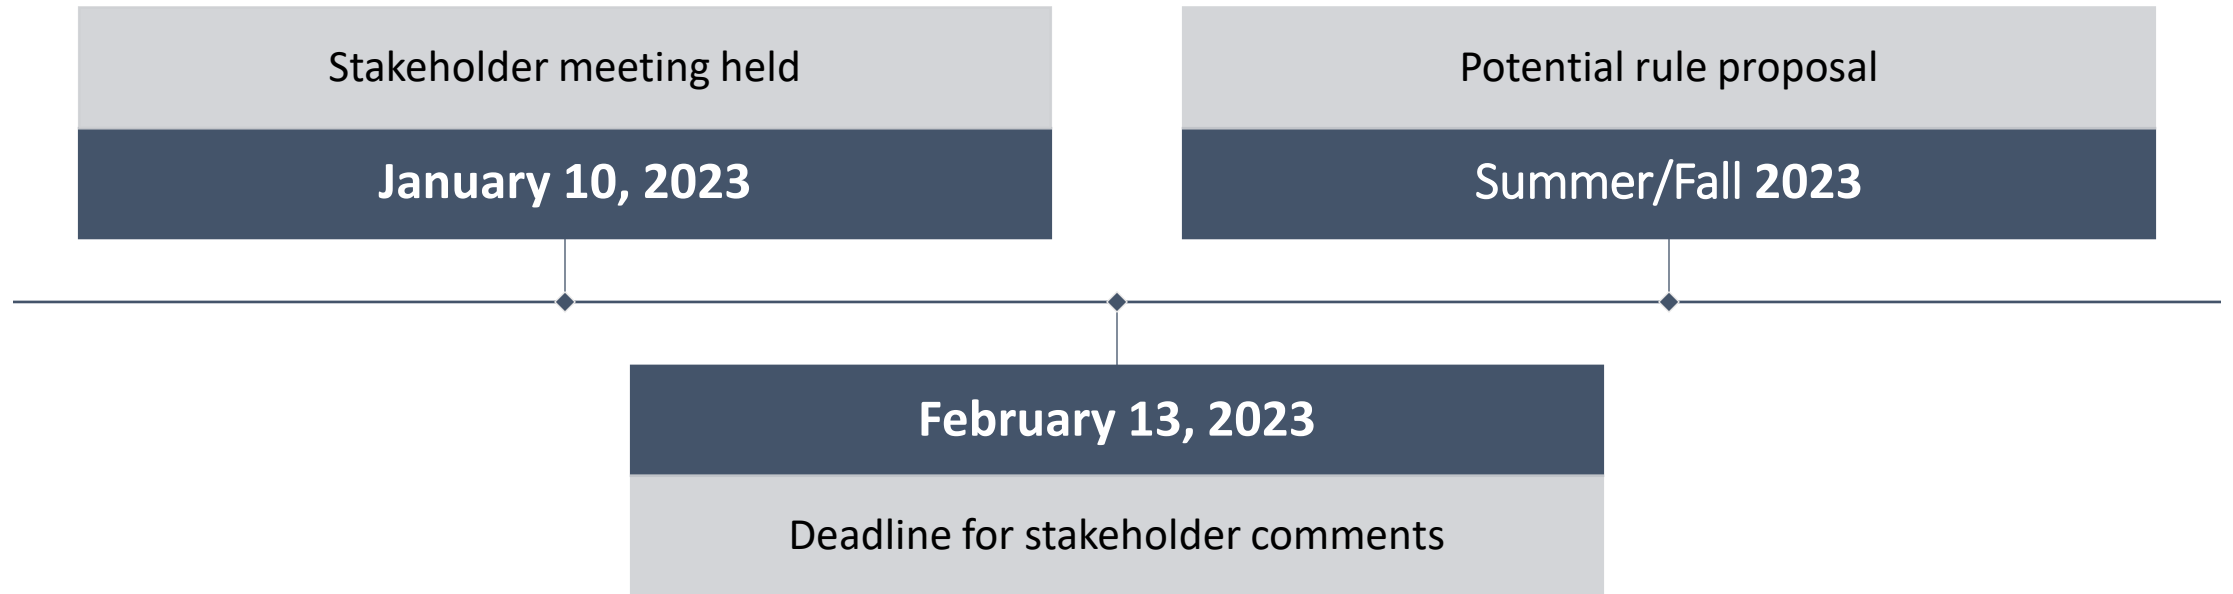 Stakeholder meeting held
January 10, 2023
Potential rule proposal
Summer/Fall 2023
February 13, 2023
Deadline for stakeholder comments